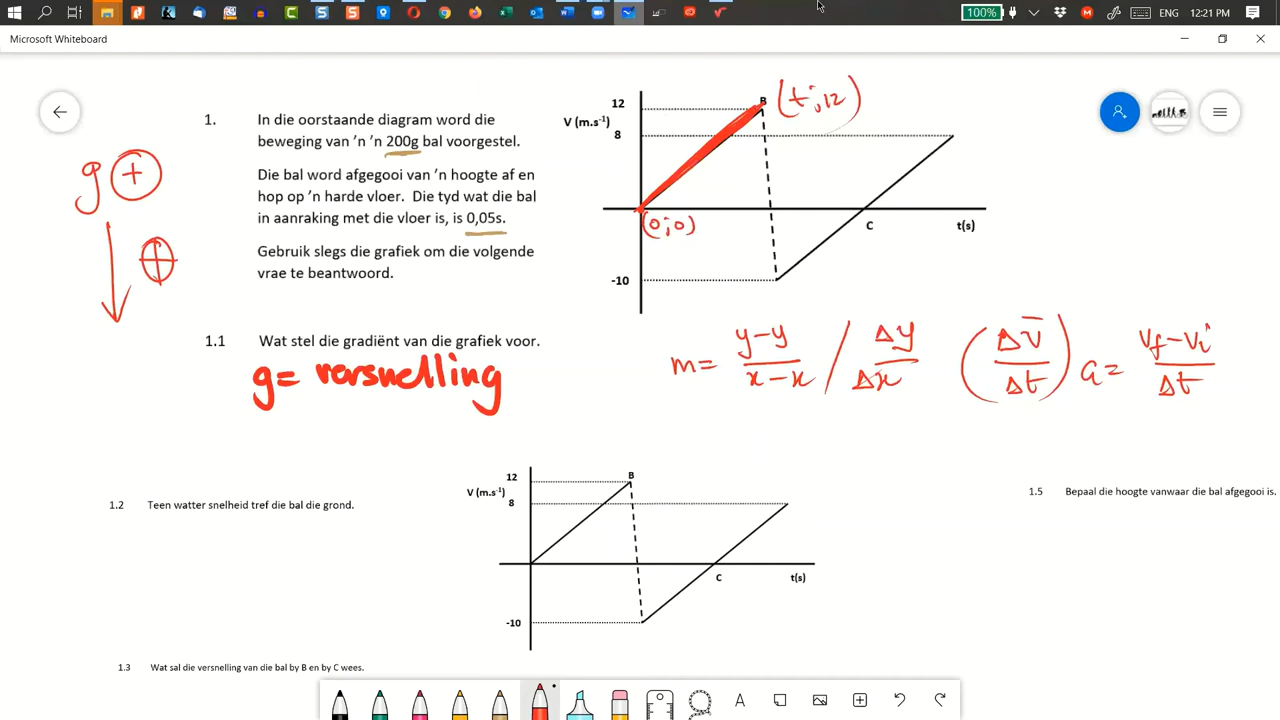 100%
ENG
12:21 PM
Microsoft Whiteboard
1.
In die oorstaande diagram word die
beweging van 'n 'n 200g bal voorgestel.
Die bal word afgegooi van 'n hoogte af en
hop op 'n harde vloer. Die tyd wat die bal
in aanraking met die vloer is, is 0,05s.
Gebruik slegs die grafiek om die volgende
vrae te beantwoord.
g +
+
12
V (m.s⁻¹)
8
-10
B
(t;12)
(0;0)
C
t(s)
1.1 Wat stel die gradiënt van die grafiek voor.
g= versnelling
m= y-y / x-x / Δy / Δx (Δv̄ / Δt) a= vf-vi / Δt
12
V (m.s⁻¹)
8
-10
B
C
t(s)
1.2 Teen watter snelheid tref die bal die grond.
1.5 Bepaal die hoogte vanwaar die bal afgegooi is.
1.3 Wat sal die versnelling van die bal by B en by C wees.